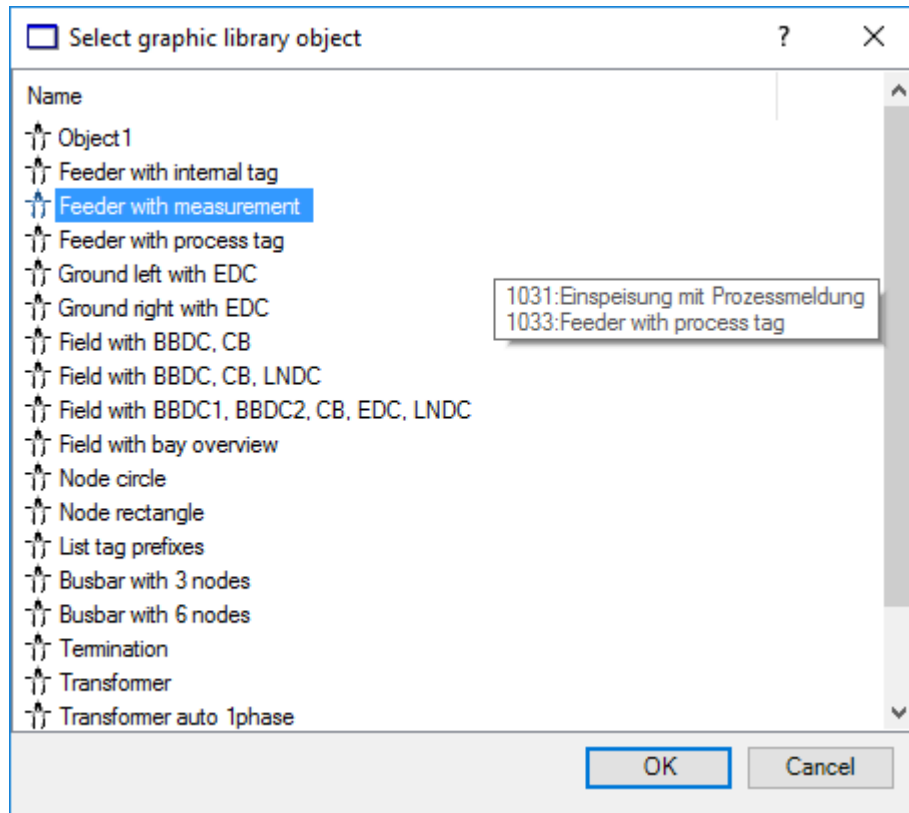 Select graphic library object
?
Name
Object1
Feeder with internal tag
Feeder with measurement
Feeder with process tag
Ground left with EDC
Ground right with EDC
1031:Einspeisung mit Prozessmeldung
1033:Feeder with process tag
Field with BBDC, CB
Field with BBDC, CB, LNDC
Field with BBDC1, BBDC2, CB, EDC, LNDC
Field with bay overview
Node circle
Node rectangle
List tag prefixes
Busbar with 3 nodes
Busbar with 6 nodes
Termination
Transformer
Transformer auto 1phase
OK
Cancel